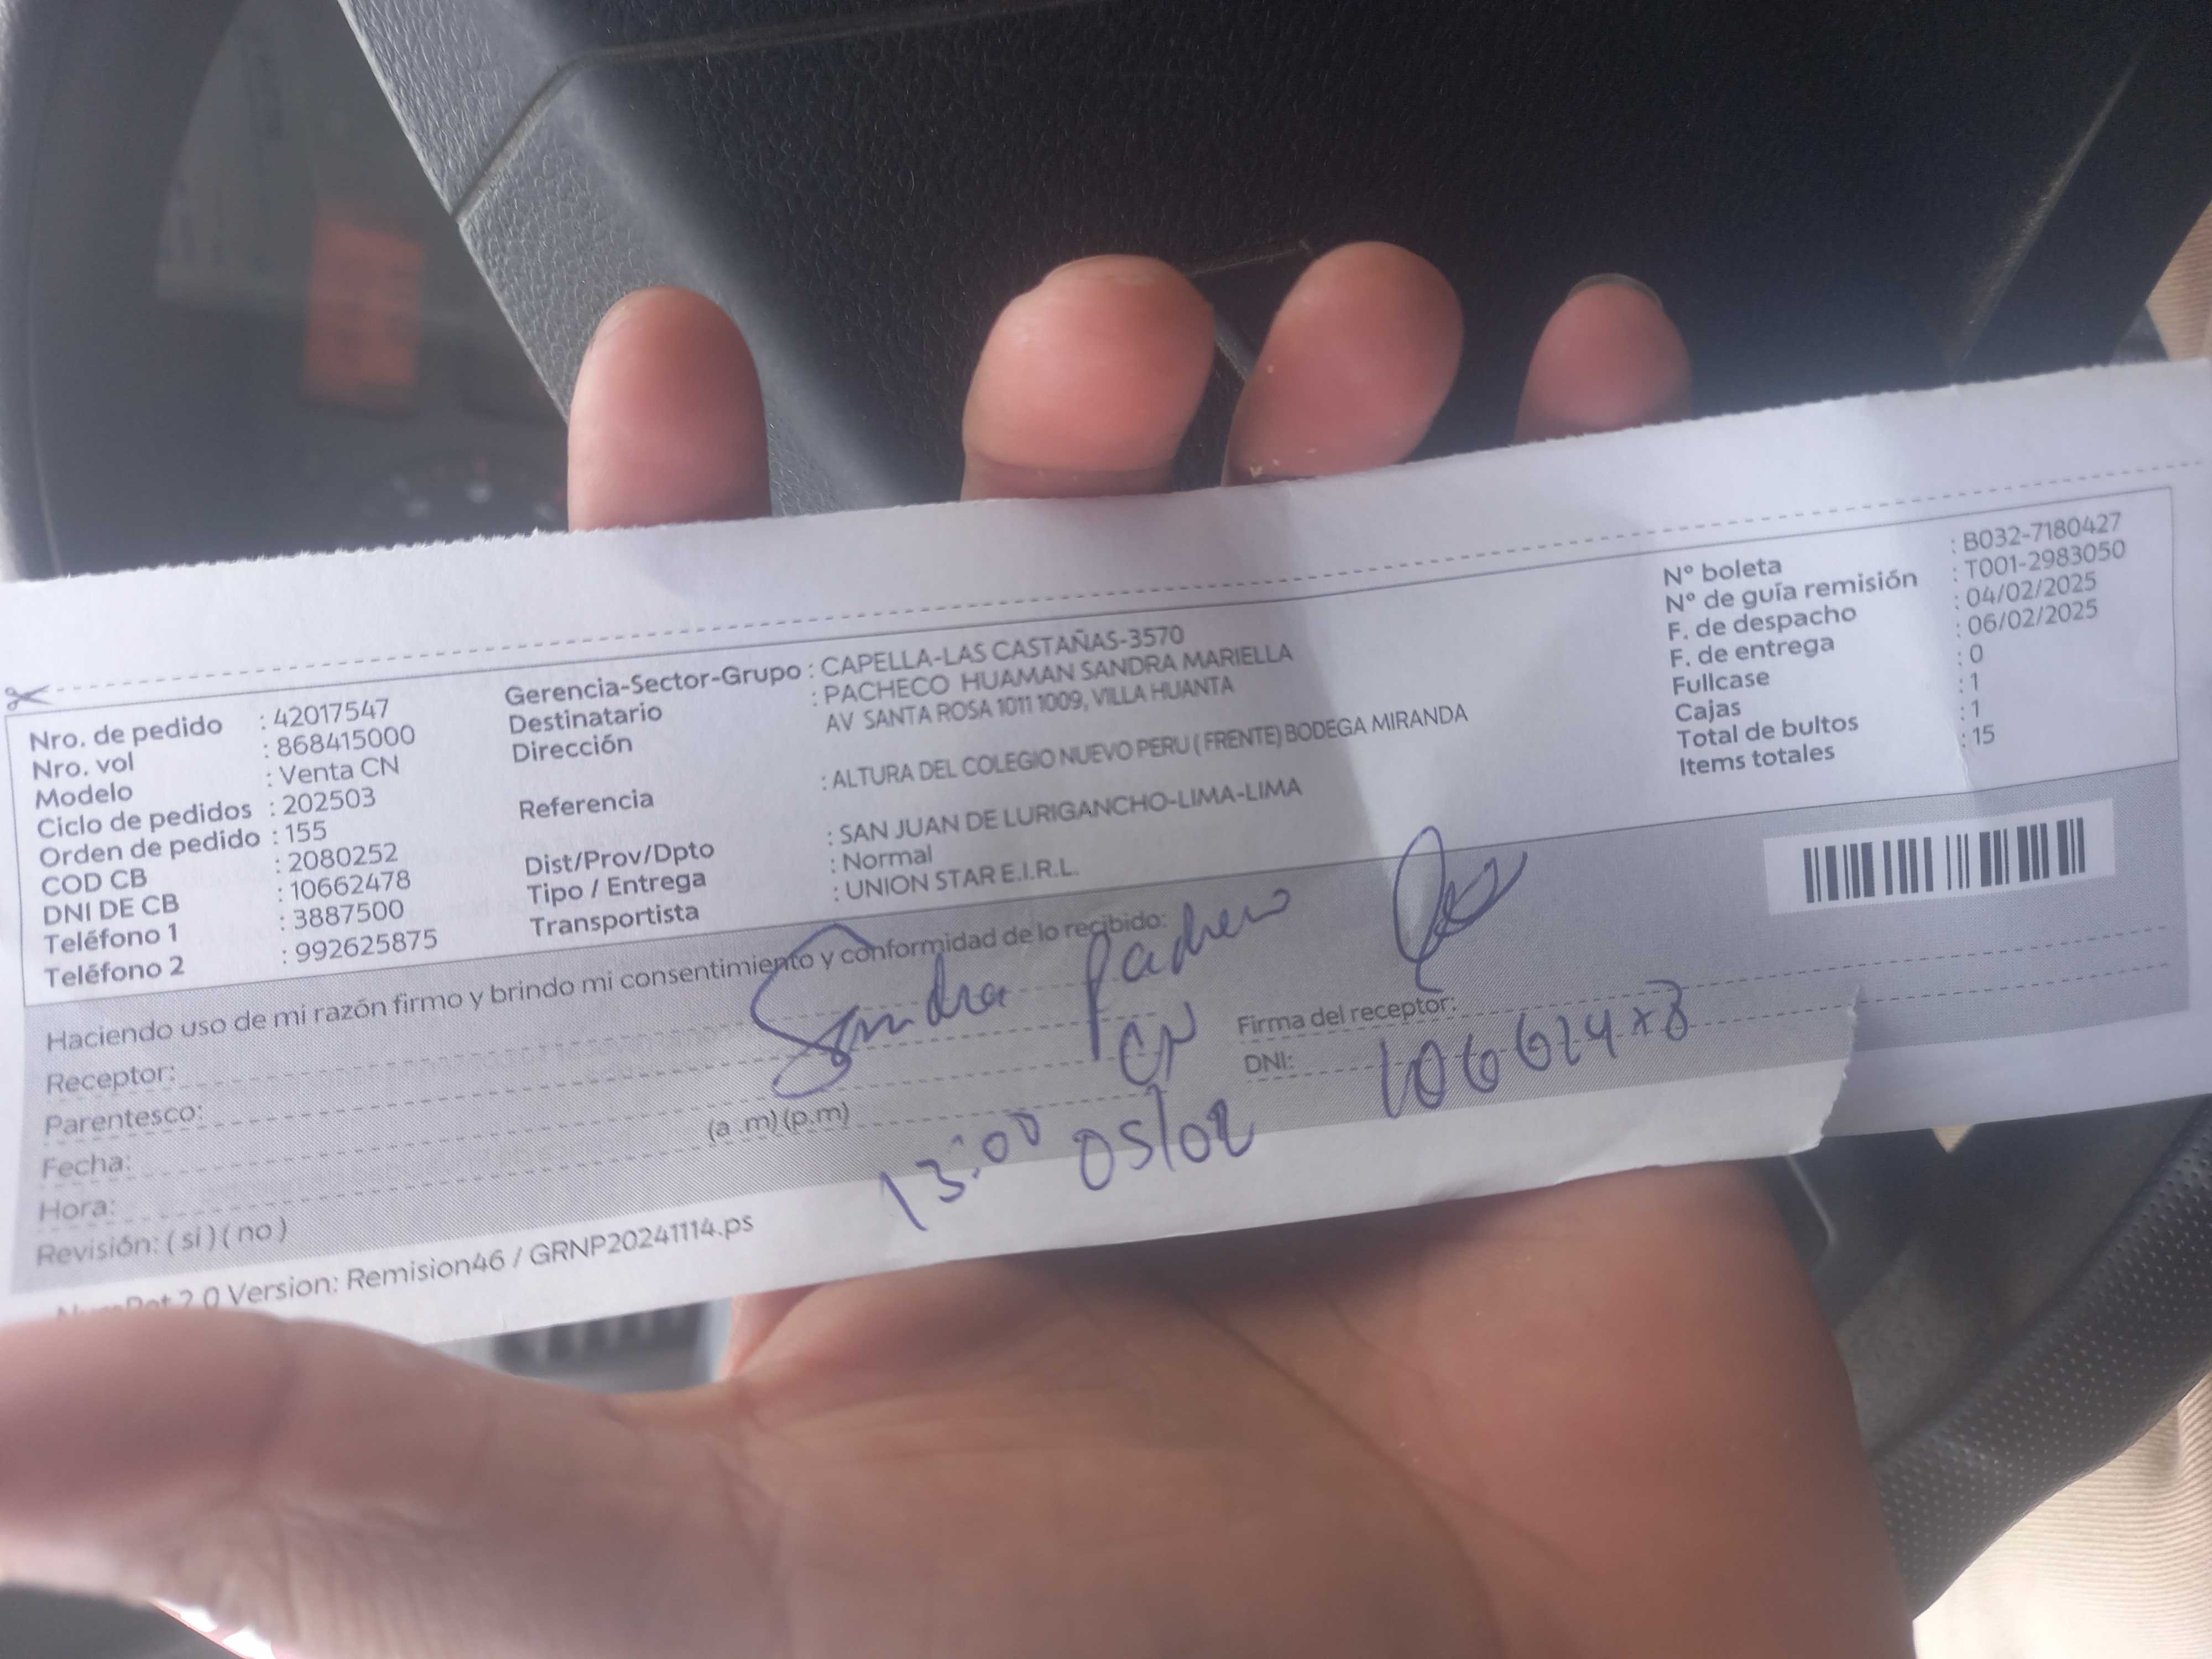 Nro. de pedido : 42017547
Nro. vol : 868415000
Modelo : Venta CN
Ciclo de pedidos : 202503
Orden de pedido : 155
COD CB : 2080252
DNI DE CB : 10662478
Teléfono 1 : 3887500
Teléfono 2 : 992625875
Gerencia-Sector-Grupo : CAPELLA-LAS CASTAÑAS-3570
Destinatario : PACHECO HUAMAN SANDRA MARIELLA
Dirección AV SANTA ROSA 1011 1009, VILLA HUANTA
Referencia : ALTURA DEL COLEGIO NUEVO PERU ( FRENTE) BODEGA MIRANDA
Dist/Prov/Dpto : SAN JUAN DE LURIGANCHO-LIMA-LIMA
Tipo / Entrega : Normal
Transportista : UNION STAR E.I.R.L.
N° boleta : B032-7180427
N° de guía remisión : T001-2983050
F. de despacho : 04/02/2025
F. de entrega : 06/02/2025
Fullcase : 0
Cajas : 1
Total de bultos : 1
Items totales : 15
Haciendo uso de mi razón firmo y brindo mi consentimiento y conformidad de lo recibido:
Receptor: Sandra Pacheco
Firma del receptor:
Parentesco: CN
DNI:
Fecha: 05/02
Hora: (a .m) (p.m) 13:00
Revisión: ( si ) ( no )
2.0 Version: Remision46 / GRNP20241114.ps